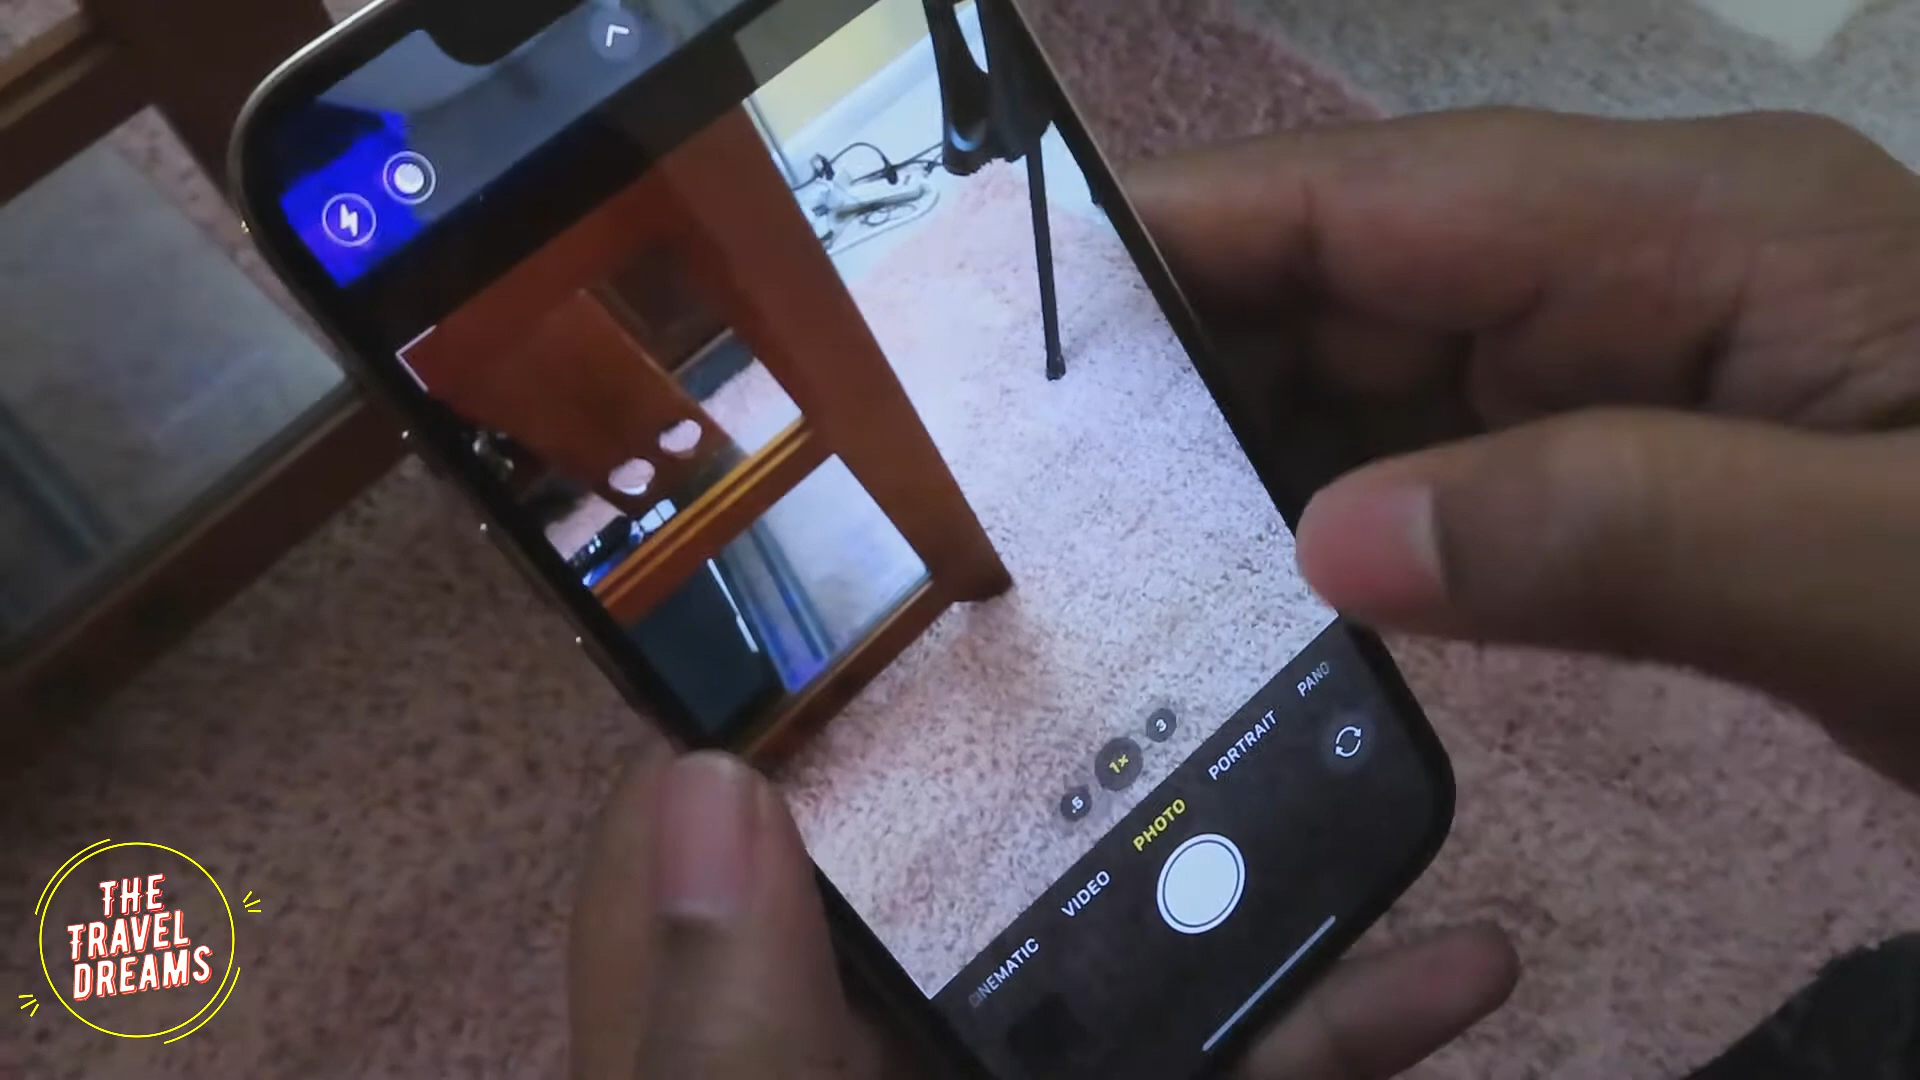 .5
1×
3
CINEMATIC
VIDEO
PHOTO
PORTRAIT
PANO
THE
TRAVEL
DREAMS